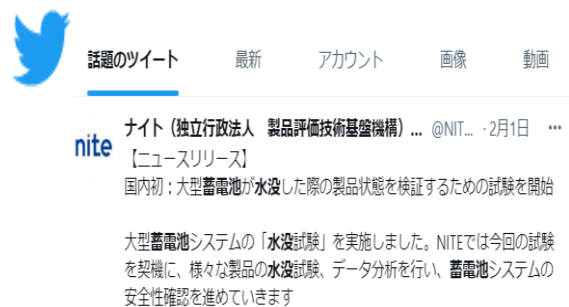 話題のツイート 最新 アカウント 画像 動画
nite
ナイト（独立行政法人　製品評価技術基盤機構）... @NIT... ・2月1日 •••
【ニュースリリース】
国内初：大型蓄電池が水没した際の製品状態を検証するための試験を開始
大型蓄電池システムの「水没試験」を実施しました。NITEでは今回の試験
を契機に、様々な製品の水没試験、データ分析を行い、蓄電池システムの
安全性確認を進めていきます